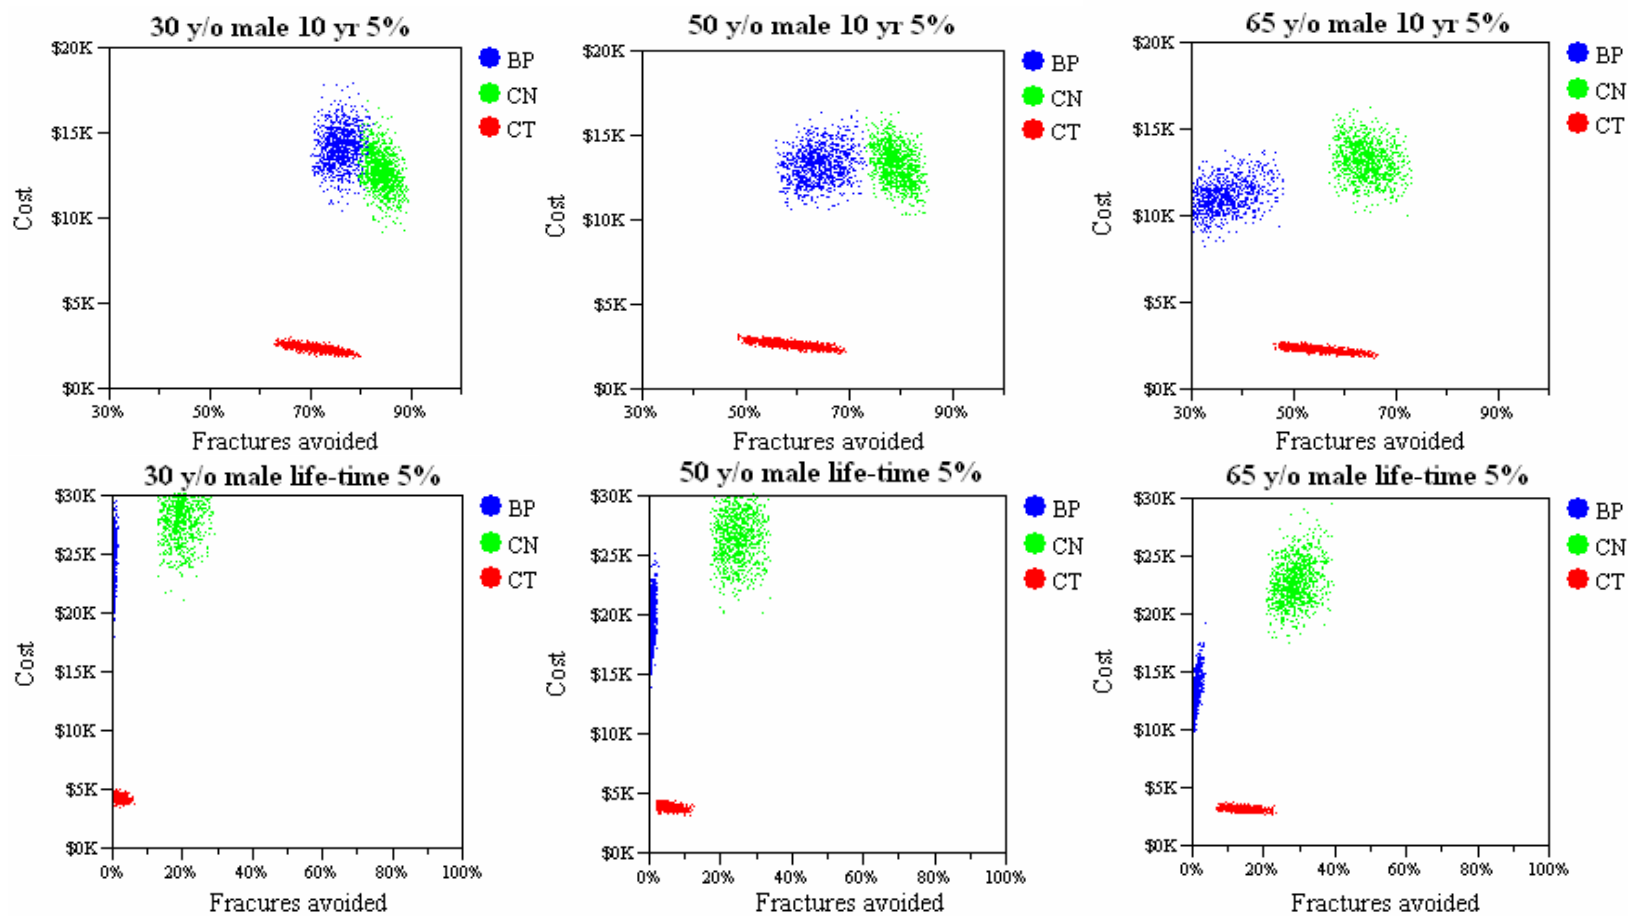 30 y/o male 10 yr 5%
$20K
$15K
$10K
$5K
$0K
Cost
30%
50%
70%
90%
Fractures avoided
BP
CN
CT
50 y/o male 10 yr 5%
$20K
$15K
$10K
$5K
$0K
Cost
30%
50%
70%
90%
Fractures avoided
BP
CN
CT
65 y/o male 10 yr 5%
$20K
$15K
$10K
$5K
$0K
Cost
30%
50%
70%
90%
Fractures avoided
BP
CN
CT
30 y/o male life-time 5%
$30K
$25K
$20K
$15K
$10K
$5K
$0K
Cost
0%
20%
40%
60%
80%
100%
Fractures avoided
BP
CN
CT
50 y/o male life-time 5%
$30K
$25K
$20K
$15K
$10K
$5K
$0K
Cost
0%
20%
40%
60%
80%
100%
Fractures avoided
BP
CN
CT
65 y/o male life-time 5%
$30K
$25K
$20K
$15K
$10K
$5K
$0K
Cost
0%
20%
40%
60%
80%
100%
Fractures avoided
BP
CN
CT